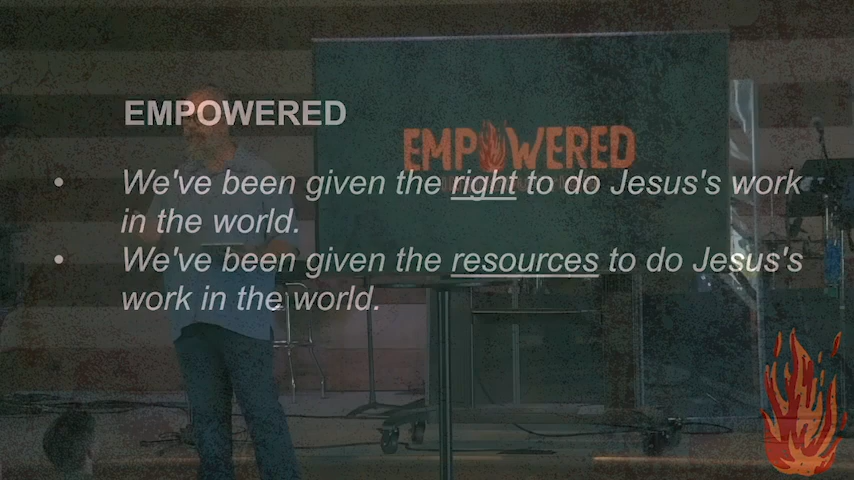 EMPOWERED
EMPOWERED
• We've been given the right to do Jesus's work
in the world.
• We've been given the resources to do Jesus's
work in the world.